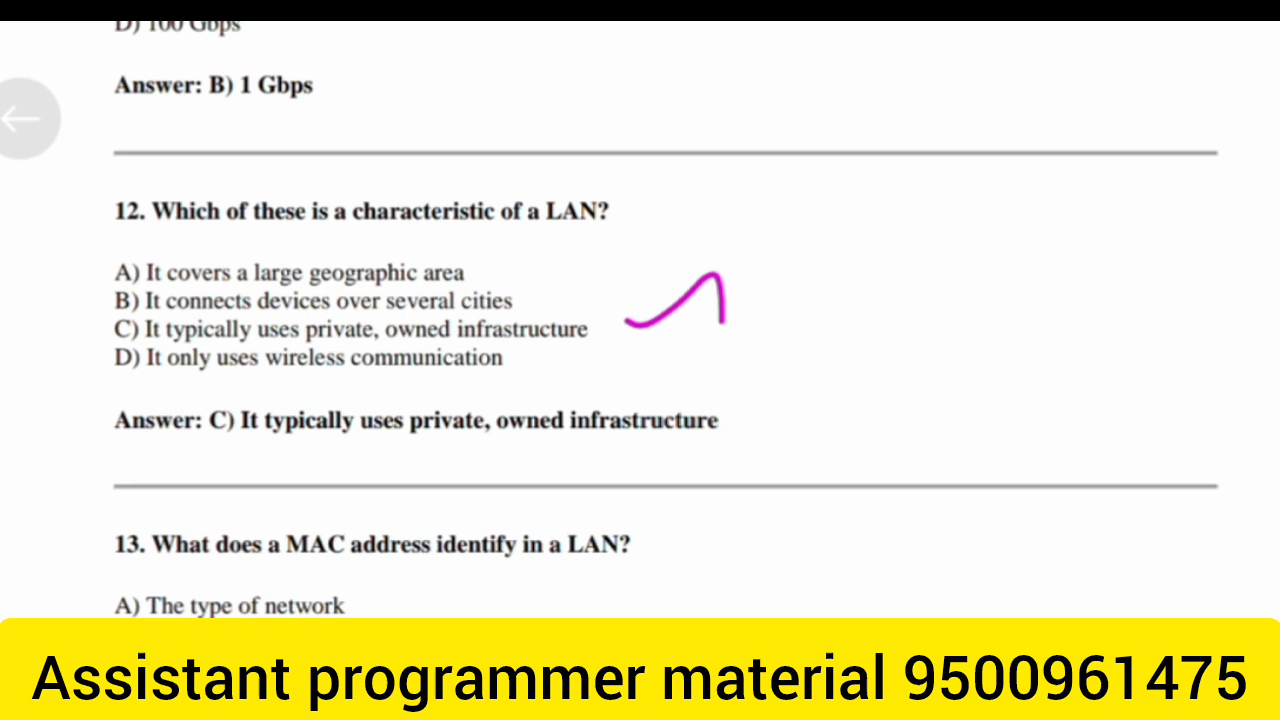 D) 100 Gbps
Answer: B) 1 Gbps
12. Which of these is a characteristic of a LAN?
A) It covers a large geographic area
B) It connects devices over several cities
C) It typically uses private, owned infrastructure
D) It only uses wireless communication
Answer: C) It typically uses private, owned infrastructure
13. What does a MAC address identify in a LAN?
A) The type of network
Assistant programmer material 9500961475